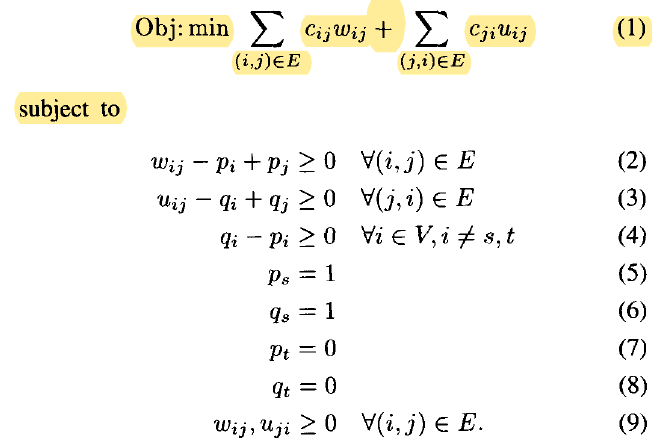 Obj: min ∑_{(i,j)∈E} c_{ij}w_{ij} + ∑_{(j,i)∈E} c_{ji}u_{ij} (1)
subject to
w_{ij} − p_i + p_j ≥ 0 ∀(i, j) ∈ E (2)
u_{ij} − q_i + q_j ≥ 0 ∀(j, i) ∈ E (3)
q_i − p_i ≥ 0 ∀i ∈ V, i ≠ s, t (4)
p_s = 1 (5)
q_s = 1 (6)
p_t = 0 (7)
q_t = 0 (8)
w_{ij}, u_{ji} ≥ 0 ∀(i, j) ∈ E. (9)